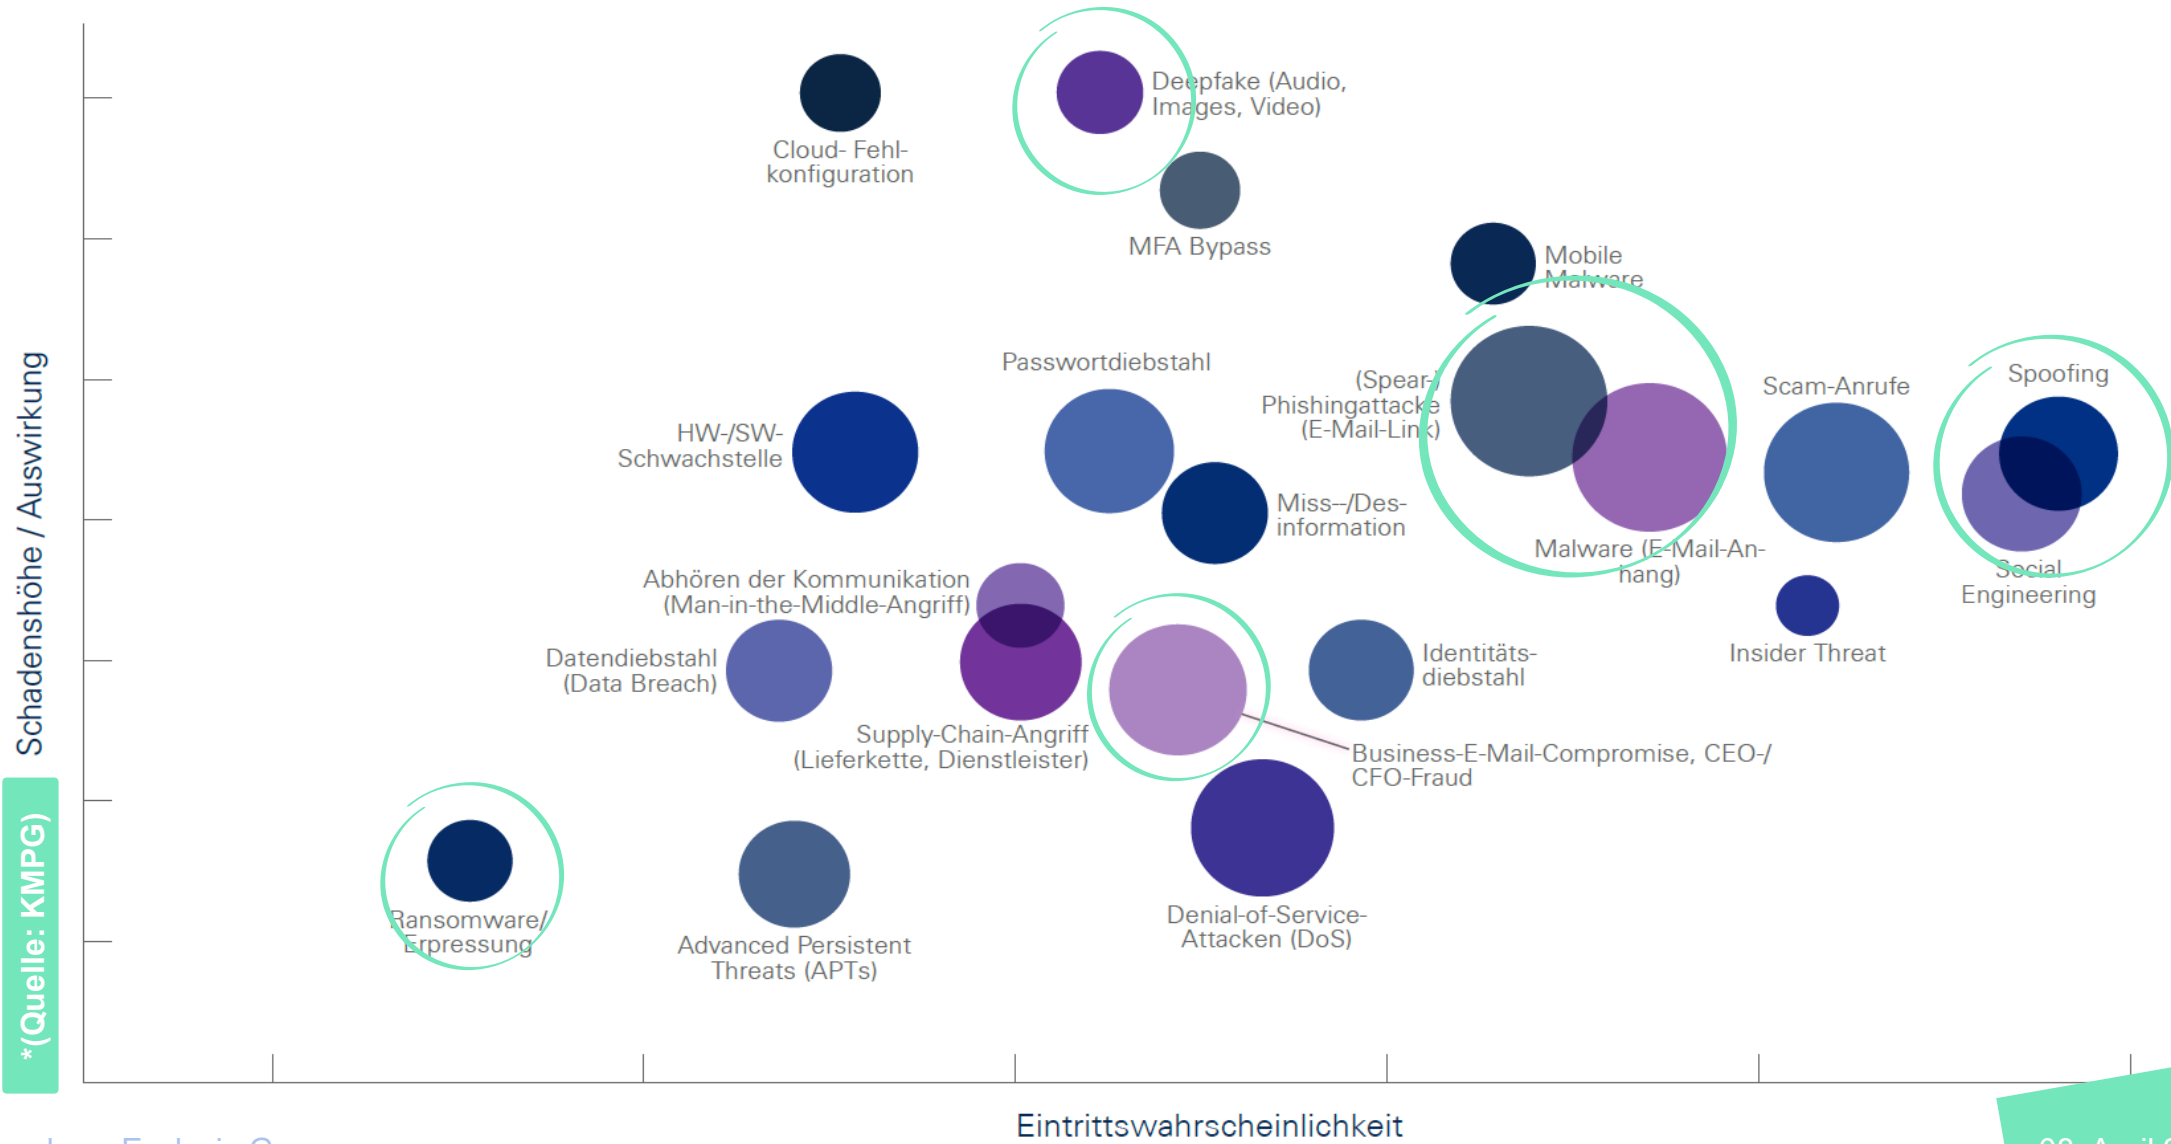 Deepfake (Audio,
Images, Video)
Cloud- Fehl-
konfiguration
MFA Bypass
Mobile
Malware
Passwortdiebstahl
(Spear-)
Phishingattacke
(E-Mail-Link)
Scam-Anrufe
Spoofing
HW-/SW-
Schwachstelle
Miss--/Des-
information
Malware (E-Mail-An-
hang)
Social
Engineering
Abhören der Kommunikation
(Man-in-the-Middle-Angriff)
Insider Threat
Datendiebstahl
(Data Breach)
Identitäts-
diebstahl
Supply-Chain-Angriff
(Lieferkette, Dienstleister)
Business-E-Mail-Compromise, CEO-/
CFO-Fraud
Ransomware/
Erpressung
Advanced Persistent
Threats (APTs)
Denial-of-Service-
Attacken (DoS)
Schadenshöhe / Auswirkung
*(Quelle: KMPG)
Eintrittswahrscheinlichkeit